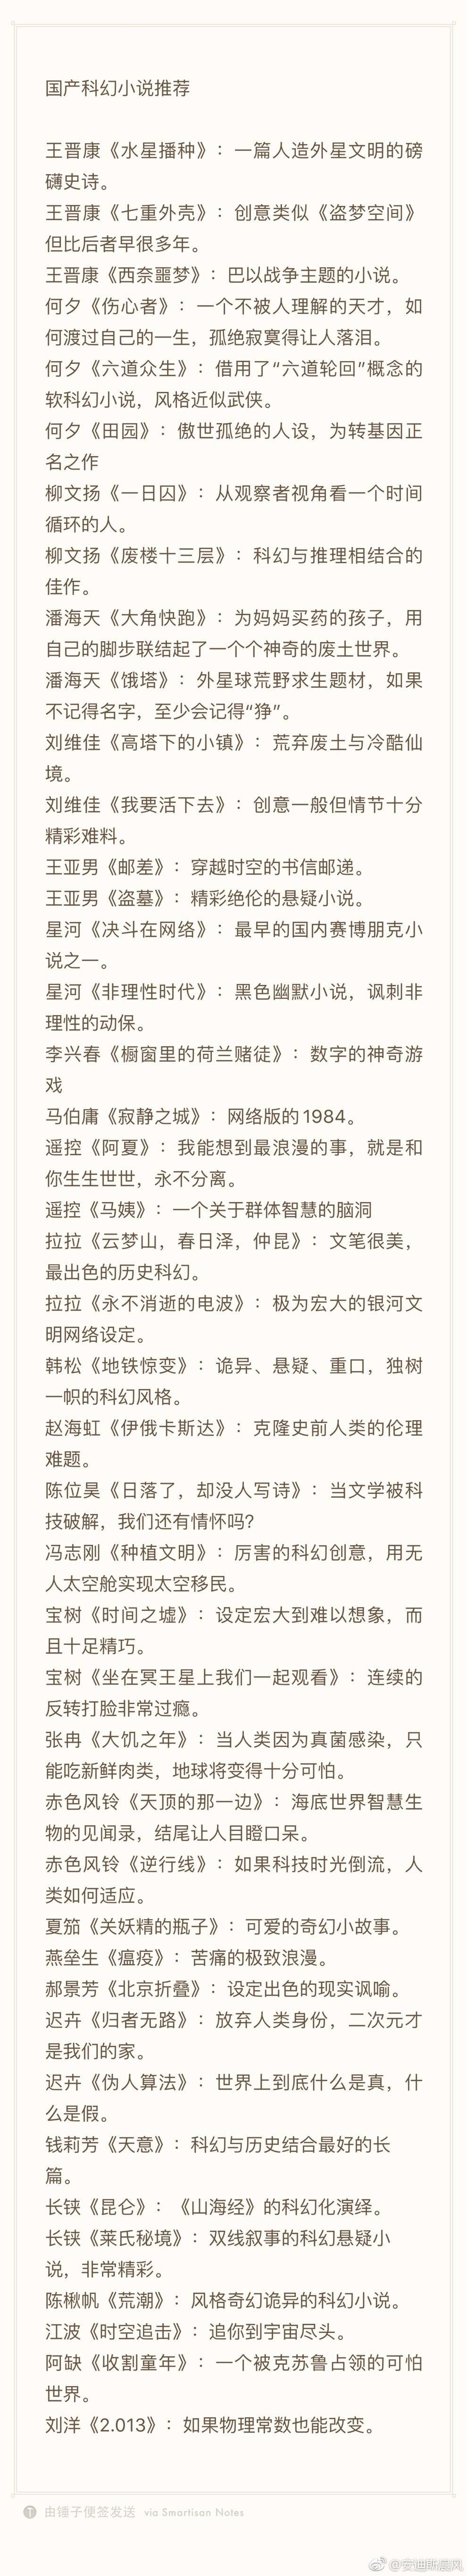 国产科幻小说推荐
王晋康《水星播种》：一篇人造外星文明的磅
礴史诗。
王晋康《七重外壳》：创意类似《盗梦空间》
但比后者早很多年。
王晋康《西奈噩梦》：巴以战争主题的小说。
何夕《伤心者》：一个不被人理解的天才，如
何渡过自己的一生，孤绝寂寞得让人落泪。
何夕《六道众生》：借用了“六道轮回”概念的
软科幻小说，风格近似武侠。
何夕《田园》：傲世孤绝的人设，为转基因正
名之作
柳文扬《一日囚》：从观察者视角看一个时间
循环的人。
柳文扬《废楼十三层》：科幻与推理相结合的
佳作。
潘海天《大角快跑》：为妈妈买药的孩子，用
自己的脚步联结起了一个个神奇的废土世界。
潘海天《饿塔》：外星球荒野求生题材，如果
不记得名字，至少会记得“狰”。
刘维佳《高塔下的小镇》：荒弃废土与冷酷仙
境。
刘维佳《我要活下去》：创意一般但情节十分
精彩难料。
王亚男《邮差》：穿越时空的书信邮递。
王亚男《盗墓》：精彩绝伦的悬疑小说。
星河《决斗在网络》：最早的国内赛博朋克小
说之一。
星河《非理性时代》：黑色幽默小说，讽刺非
理性的动保。
李兴春《橱窗里的荷兰赌徒》：数字的神奇游
戏
马伯庸《寂静之城》：网络版的1984。
遥控《阿夏》：我能想到最浪漫的事，就是和
你生生世世，永不分离。
遥控《马姨》：一个关于群体智慧的脑洞
拉拉《云梦山，春日泽，仲昆》：文笔很美，
最出色的历史科幻。
拉拉《永不消逝的电波》：极为宏大的银河文
明网络设定。
韩松《地铁惊变》：诡异、悬疑、重口，独树
一帜的科幻风格。
赵海虹《伊俄卡斯达》：克隆史前人类的伦理
难题。
陈位昊《日落了，却没人写诗》：当文学被科
技破解，我们还有情怀吗？
冯志刚《种植文明》：厉害的科幻创意，用无
人太空舱实现太空移民。
宝树《时间之墟》：设定宏大到难以想象，而
且十足精巧。
宝树《坐在冥王星上我们一起观看》：连续的
反转打脸非常过瘾。
张冉《大饥之年》：当人类因为真菌感染，只
能吃新鲜肉类，地球将变得十分可怕。
赤色风铃《天顶的那一边》：海底世界智慧生
物的见闻录，结尾让人目瞪口呆。
赤色风铃《逆行线》：如果科技时光倒流，人
类如何适应。
夏笳《关妖精的瓶子》：可爱的奇幻小故事。
燕垒生《瘟疫》：苦痛的极致浪漫。
郝景芳《北京折叠》：设定出色的现实讽喻。
迟卉《归者无路》：放弃人类身份，二次元才
是我们的家。
迟卉《伪人算法》：世界上到底什么是真，什
么是假。
钱莉芳《天意》：科幻与历史结合最好的长
篇。
长铗《昆仑》：《山海经》的科幻化演绎。
长铗《莱氏秘境》：双线叙事的科幻悬疑小
说，非常精彩。
陈楸帆《荒潮》：风格奇幻诡异的科幻小说。
江波《时空追击》：追你到宇宙尽头。
阿缺《收割童年》：一个被克苏鲁占领的可怕
世界。
刘洋《2.013》：如果物理常数也能改变。
T 由锤子便签发送 via Smartisan Notes
@安迪斯晨风